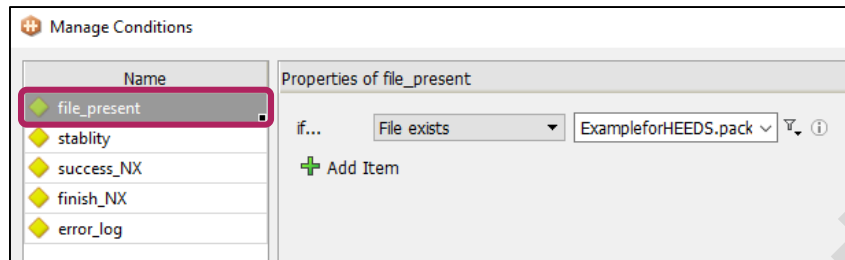 Manage Conditions
Name
Properties of file_present
file_present
if... File exists ExampleforHEEDS.pack
stablity
Add Item
success_NX
finish_NX
error_log